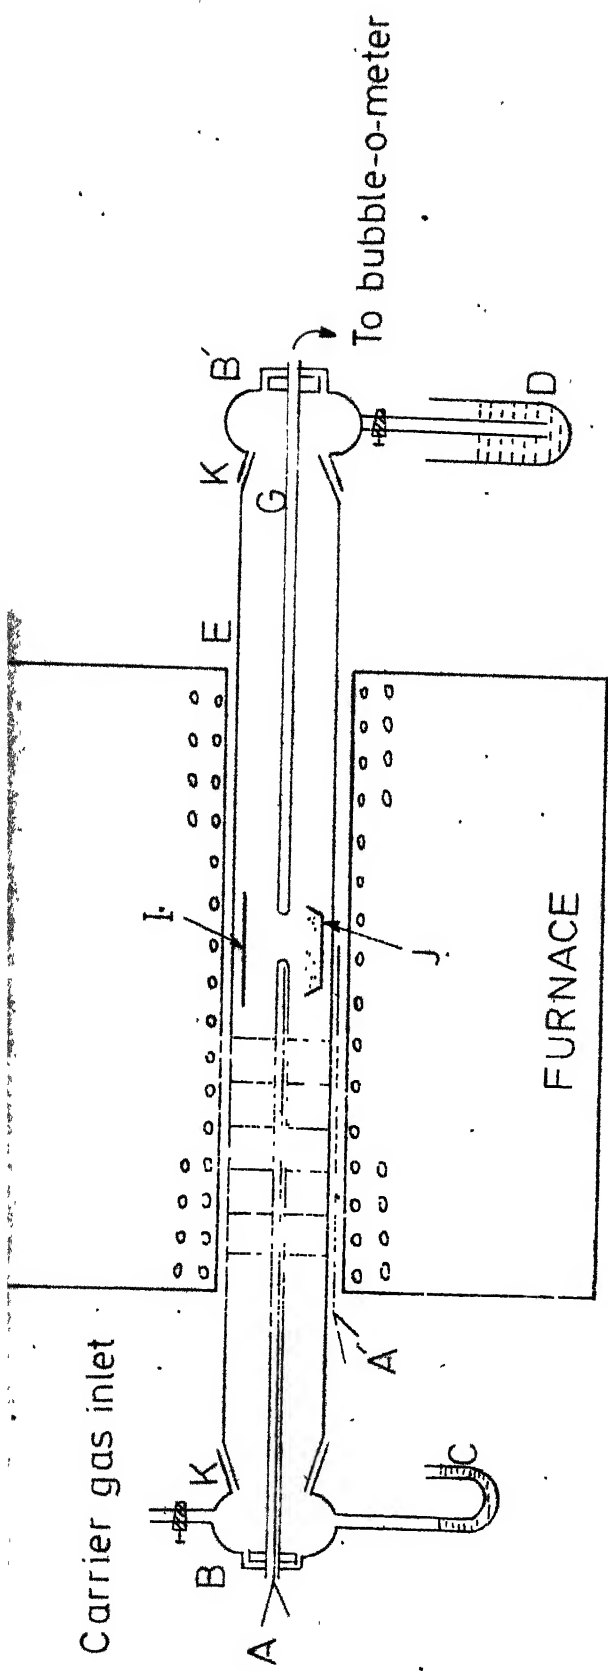 Carrier gas inlet
A
B
K
C
A′
I
J
FURNACE
E
G
K
B′
D
To bubble-o-meter